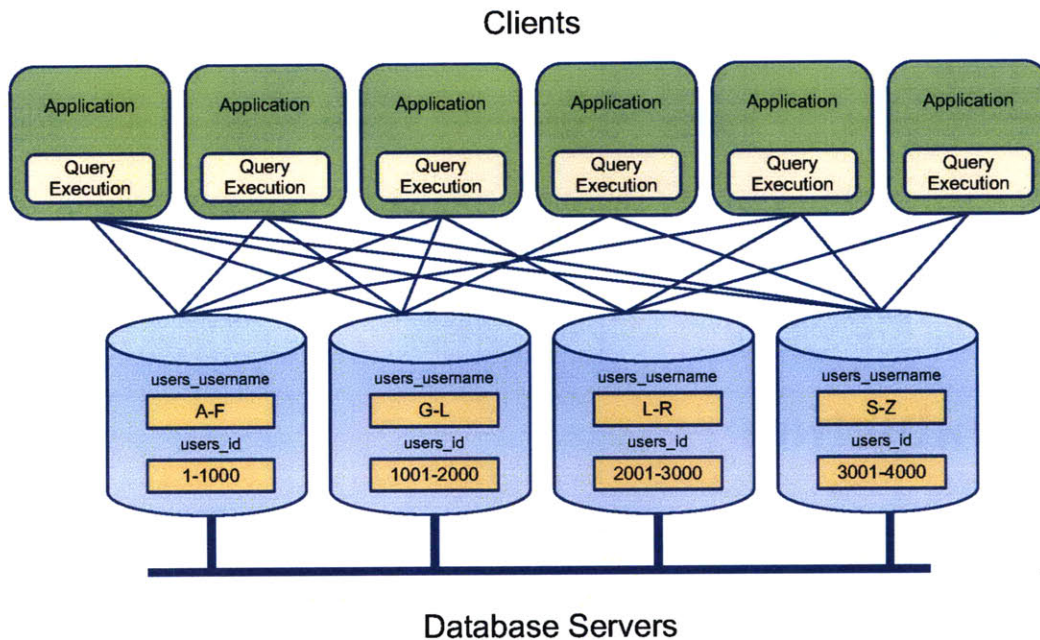 Clients
Application Application Application Application Application Application
Query Query Query Query Query Query
Execution Execution Execution Execution Execution Execution
users_username users_username users_username users_username
A-F G-L L-R S-Z
users_id users_id users_id users_id
1-1000 1001-2000 2001-3000 3001-4000
Database Servers